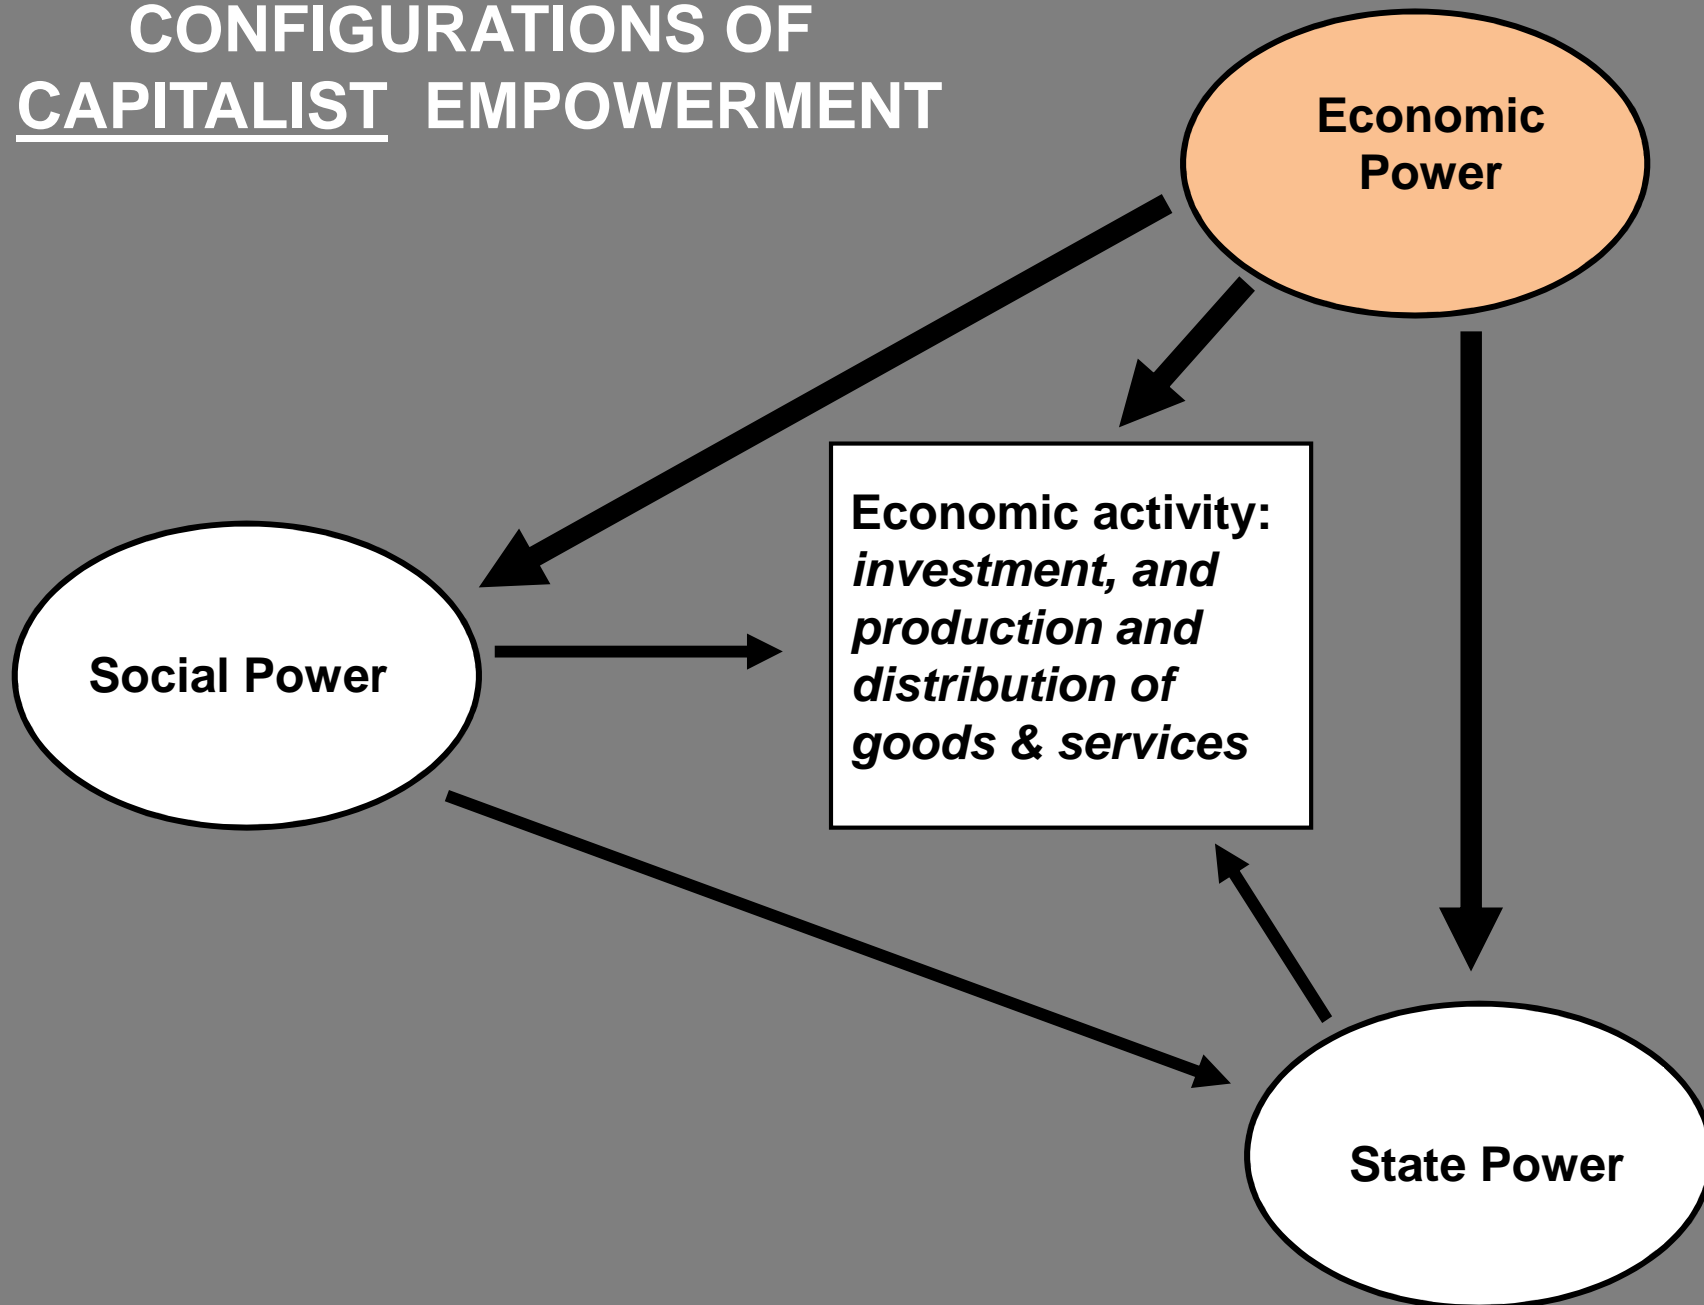 CONFIGURATIONS OF
CAPITALIST EMPOWERMENT
Economic
Power
Economic activity:
investment, and
production and
distribution of
goods & services
Social Power
State Power